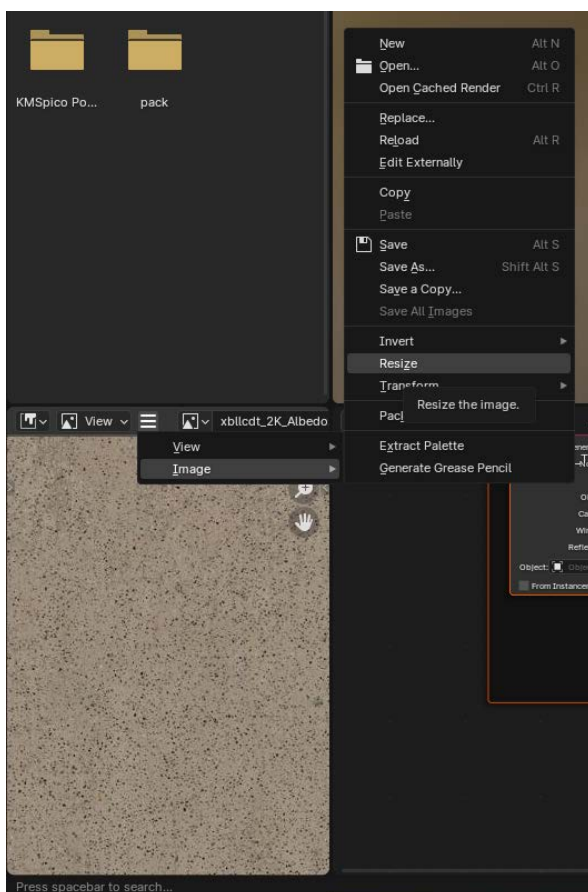 KMSpico Po...
pack
New Alt N
Open... Alt O
Open Cached Render Ctrl R
Replace...
Reload Alt R
Edit Externally
Copy
Paste
Save Alt S
Save As... Shift Alt S
Save a Copy...
Save All Images
Invert
Resize
Transform
Resize the image.
Extract Palette
Generate Grease Pencil
View
xbllcdt_2K_Albedo
View
Image
Object:
From Instancer
Press spacebar to search...